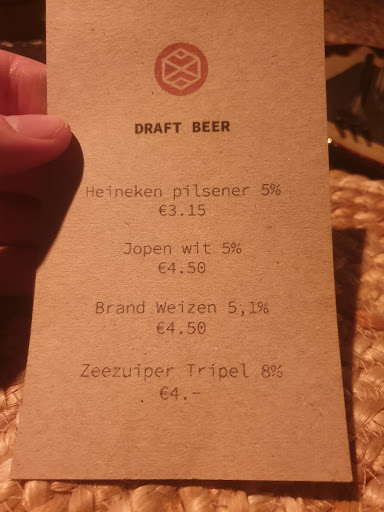 DRAFT BEER
Heineken pilsener 5%
€3.15
Jopen wit 5%
€4.50
Brand Weizen 5,1%
€4.50
Zeezuiper Tripel 8%
€4.-